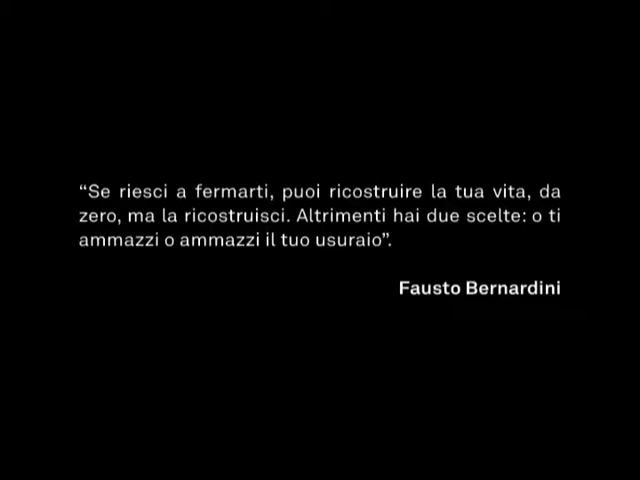 “Se riesci a fermarti, puoi ricostruire la tua vita, da
zero, ma la ricostruisci. Altrimenti hai due scelte: o ti
ammazzi o ammazzi il tuo usuraio”.
Fausto Bernardini